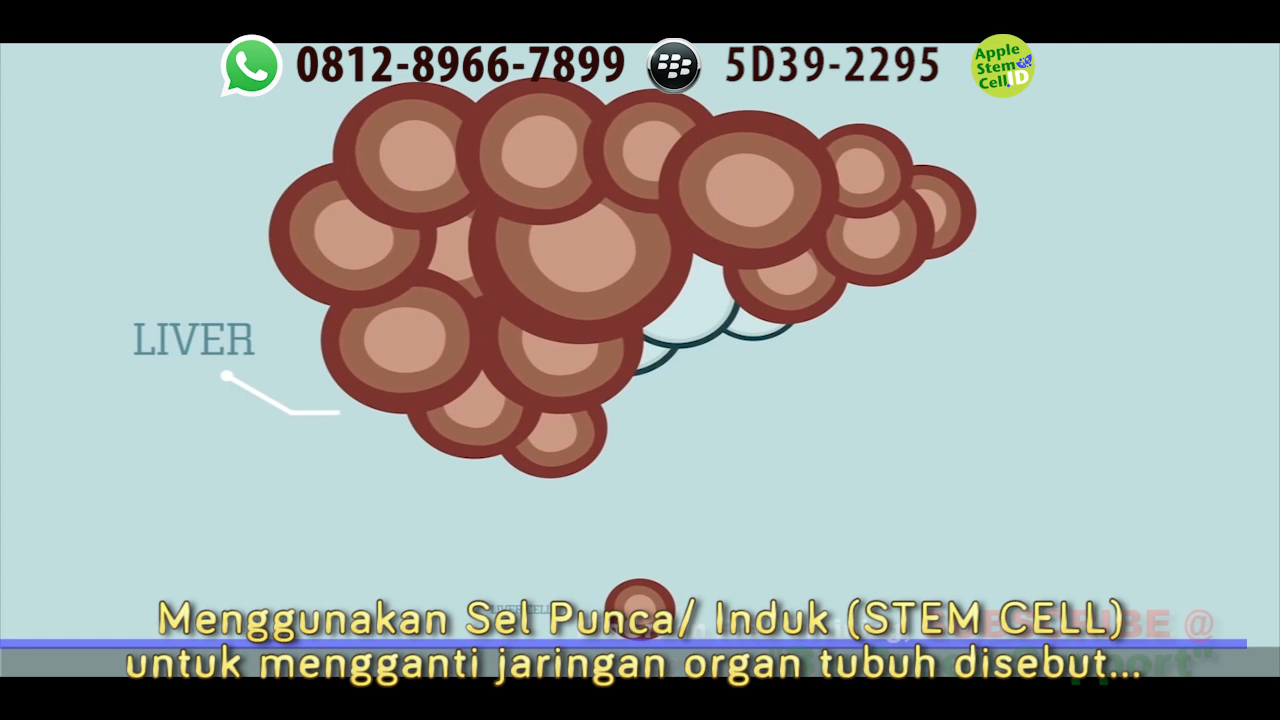 0812-8966-7899 5D39-2295
Apple
Stem
Cell.ID
LIVER
Menggunakan Sel Punca/ Induk (STEM CELL)
untuk mengganti jaringan organ tubuh disebut...